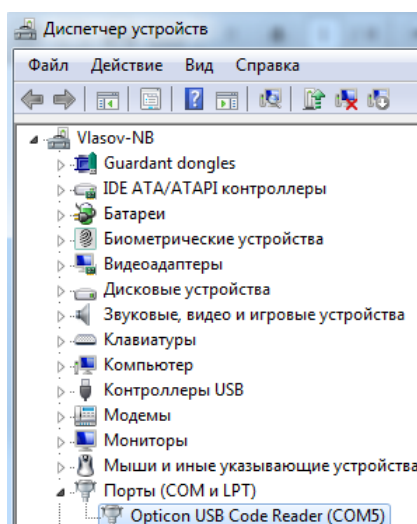 Диспетчер устройств
Файл Действие Вид Справка
Vlasov-NB
Guardant dongles
IDE ATA/ATAPI контроллеры
Батареи
Биометрические устройства
Видеоадаптеры
Дисковые устройства
Звуковые, видео и игровые устройства
Клавиатуры
Компьютер
Контроллеры USB
Модемы
Мониторы
Мыши и иные указывающие устройства
Порты (COM и LPT)
Opticon USB Code Reader (COM5)